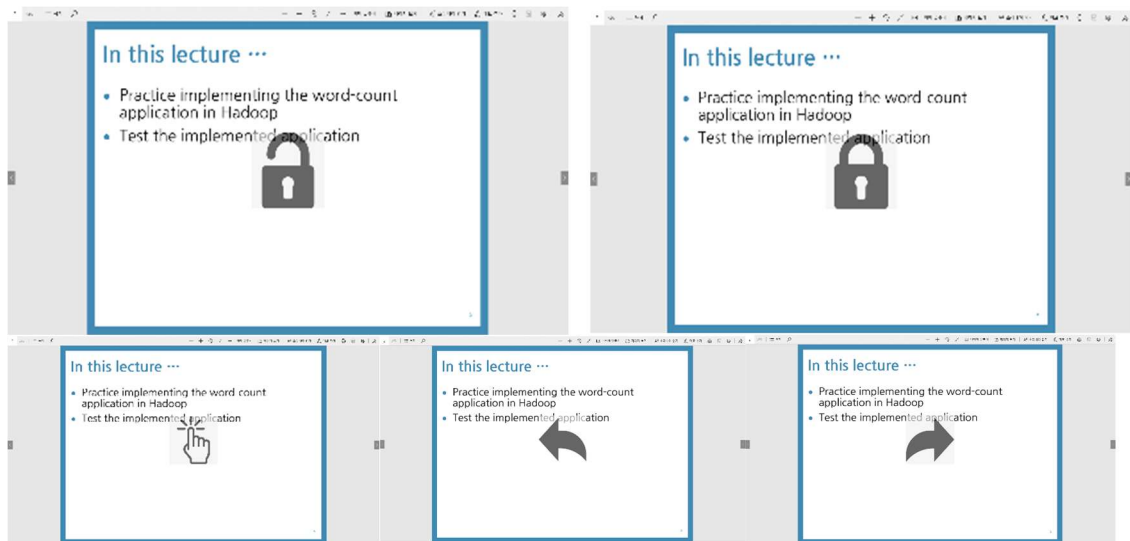 In this lecture ⋯
• Practice implementing the word-count
application in Hadoop
• Test the implemented application
In this lecture ⋯
• Practice implementing the word count
application in Hadoop
• Test the implemented application
In this lecture ⋯
• Practice implementing the word count
application in Hadoop
• Test the implemented application
In this lecture ⋯
• Practice implementing the word-count
application in Hadoop
• Test the implemented application
In this lecture ⋯
• Practice implementing the word-count
application in Hadoop
• Test the implemented application